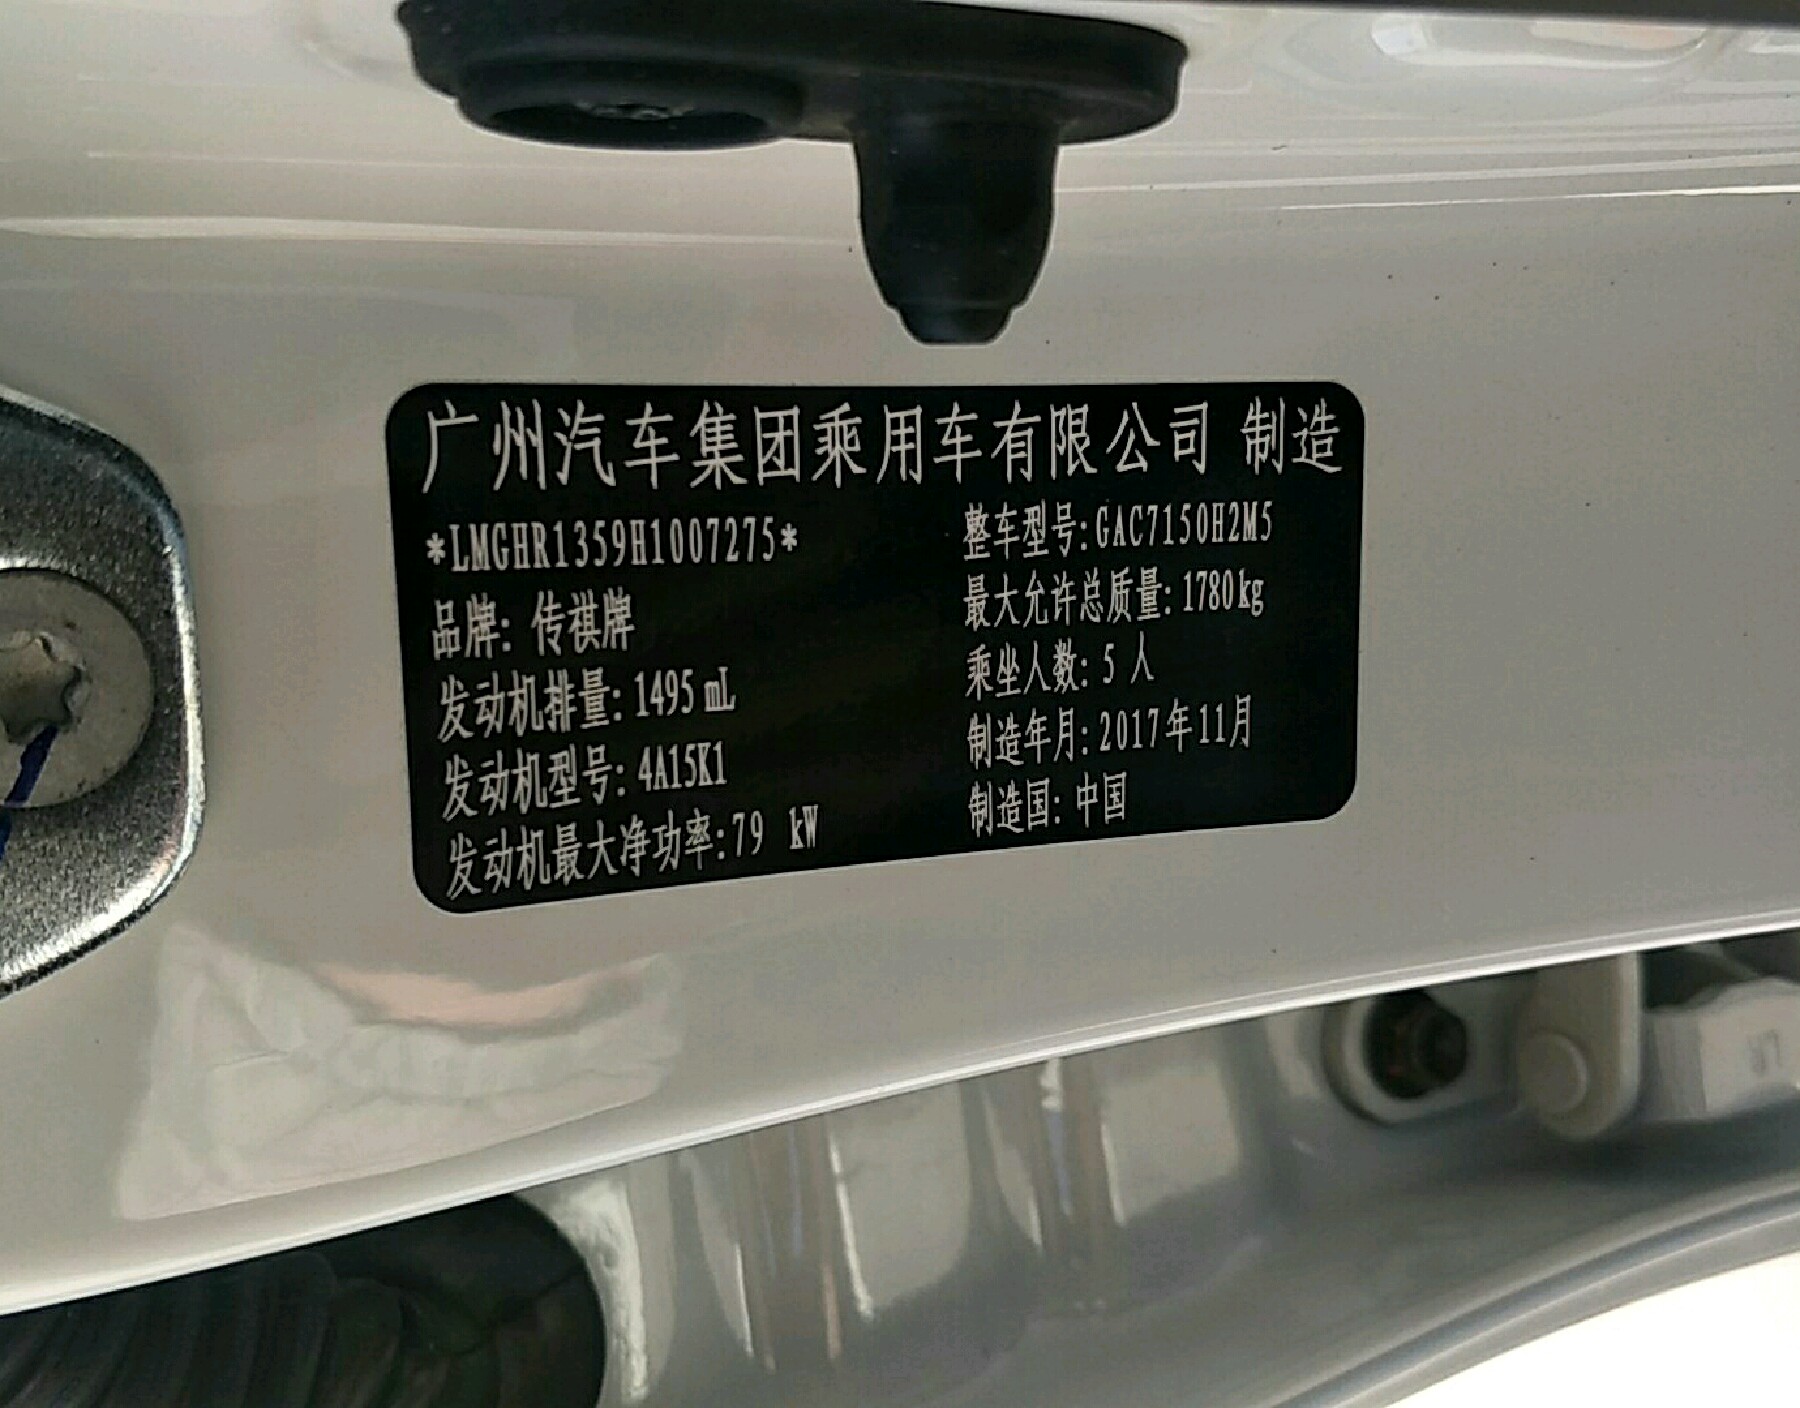 广州汽车集团乘用车有限公司 制造
*LMGHR1359H1007275*
品牌: 传祺牌
发动机排量: 1495 mL
发动机型号: 4A15K1
发动机最大净功率:79 kW
整车型号:GAC7150H2M5
最大允许总质量: 1780kg
乘坐人数: 5 人
制造年月: 2017年11月
制造国: 中国